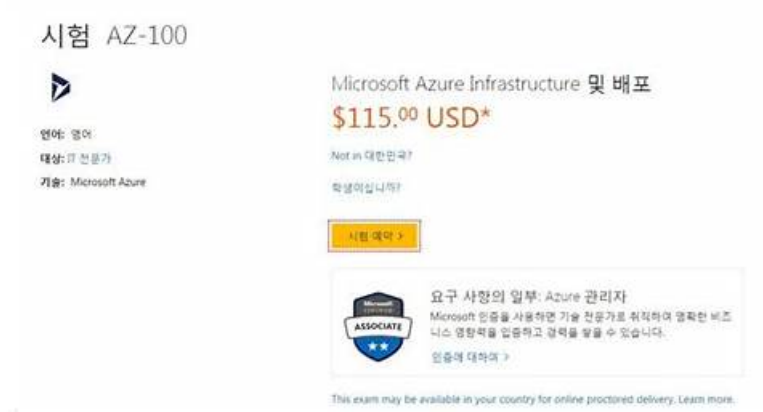 시험 AZ-100
Microsoft Azure Infrastructure 및 배포
$115.00 USD*
언어: 영어
대상: IT 전문가
기술: Microsoft Azure
Not in 대한민국?
학생이십니까?
시험 예약 >
요구 사항의 일부: Azure 관리자
Microsoft 인증을 사용하면 기술 전문가로 취직하여 명확한 비즈
니스 영향력을 입증하고 경력을 쌓을 수 있습니다.
인증에 대하여 >
Microsoft
CERTIFIED
ASSOCIATE
This exam may be available in your country for online proctored delivery. Learn more.